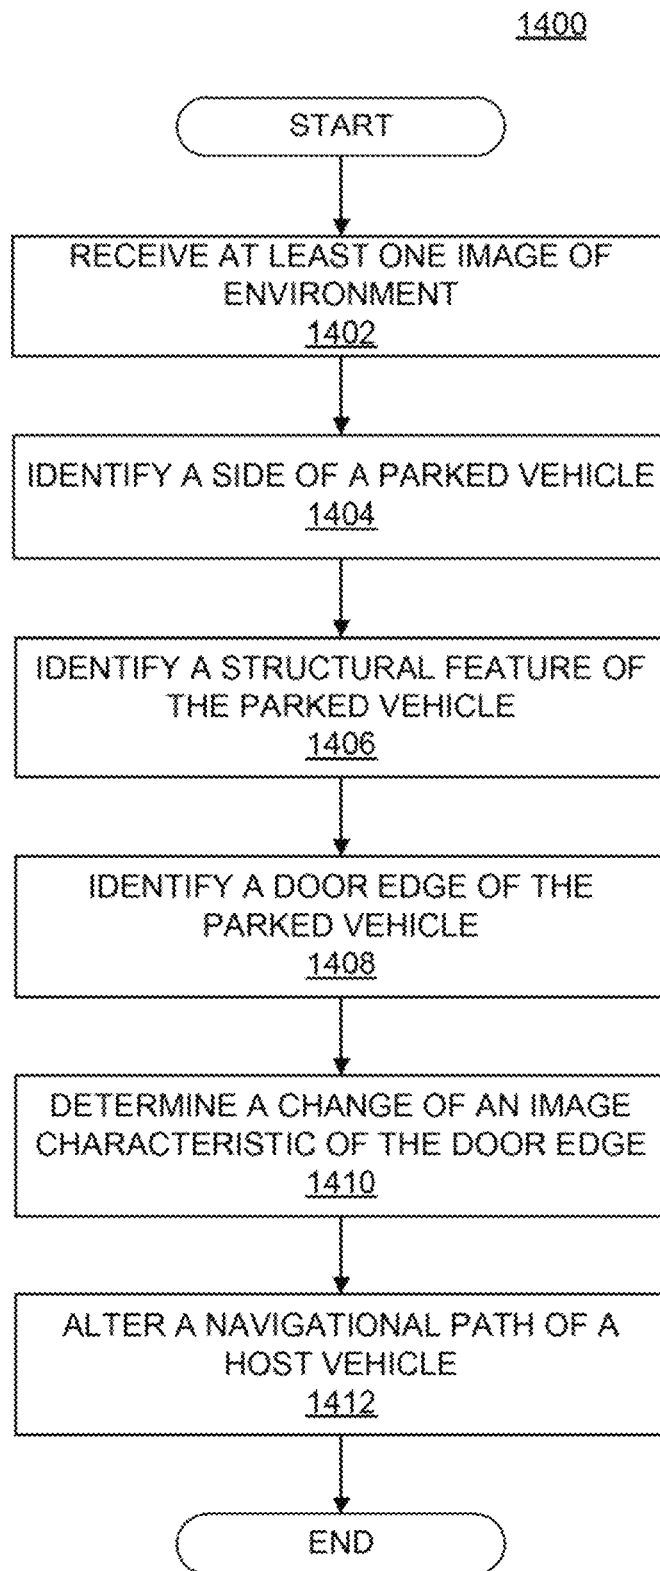 1400
START
RECEIVE AT LEAST ONE IMAGE OF
ENVIRONMENT
1402
IDENTIFY A SIDE OF A PARKED VEHICLE
1404
IDENTIFY A STRUCTURAL FEATURE OF
THE PARKED VEHICLE
1406
IDENTIFY A DOOR EDGE OF THE
PARKED VEHICLE
1408
DETERMINE A CHANGE OF AN IMAGE
CHARACTERISTIC OF THE DOOR EDGE
1410
ALTER A NAVIGATIONAL PATH OF A
HOST VEHICLE
1412
END